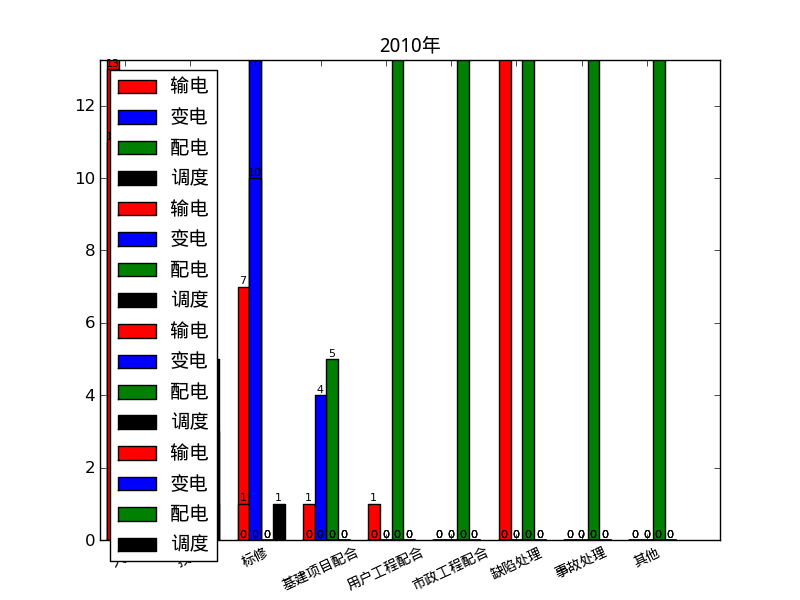 2010年
12
10
8
6
4
2
0
输电
变电
配电
调度
输电
变电
配电
调度
输电
变电
配电
调度
输电
变电
配电
调度
13
7
10
1
1
1
4
5
1
0 0 0
0 0 0 0
0 0 0 0
0 0 0 0
0 0 0 0
0 0 0 0
0 0 0 0
标修
基建项目配合
用户工程配合
市政工程配合
缺陷处理
事故处理
其他